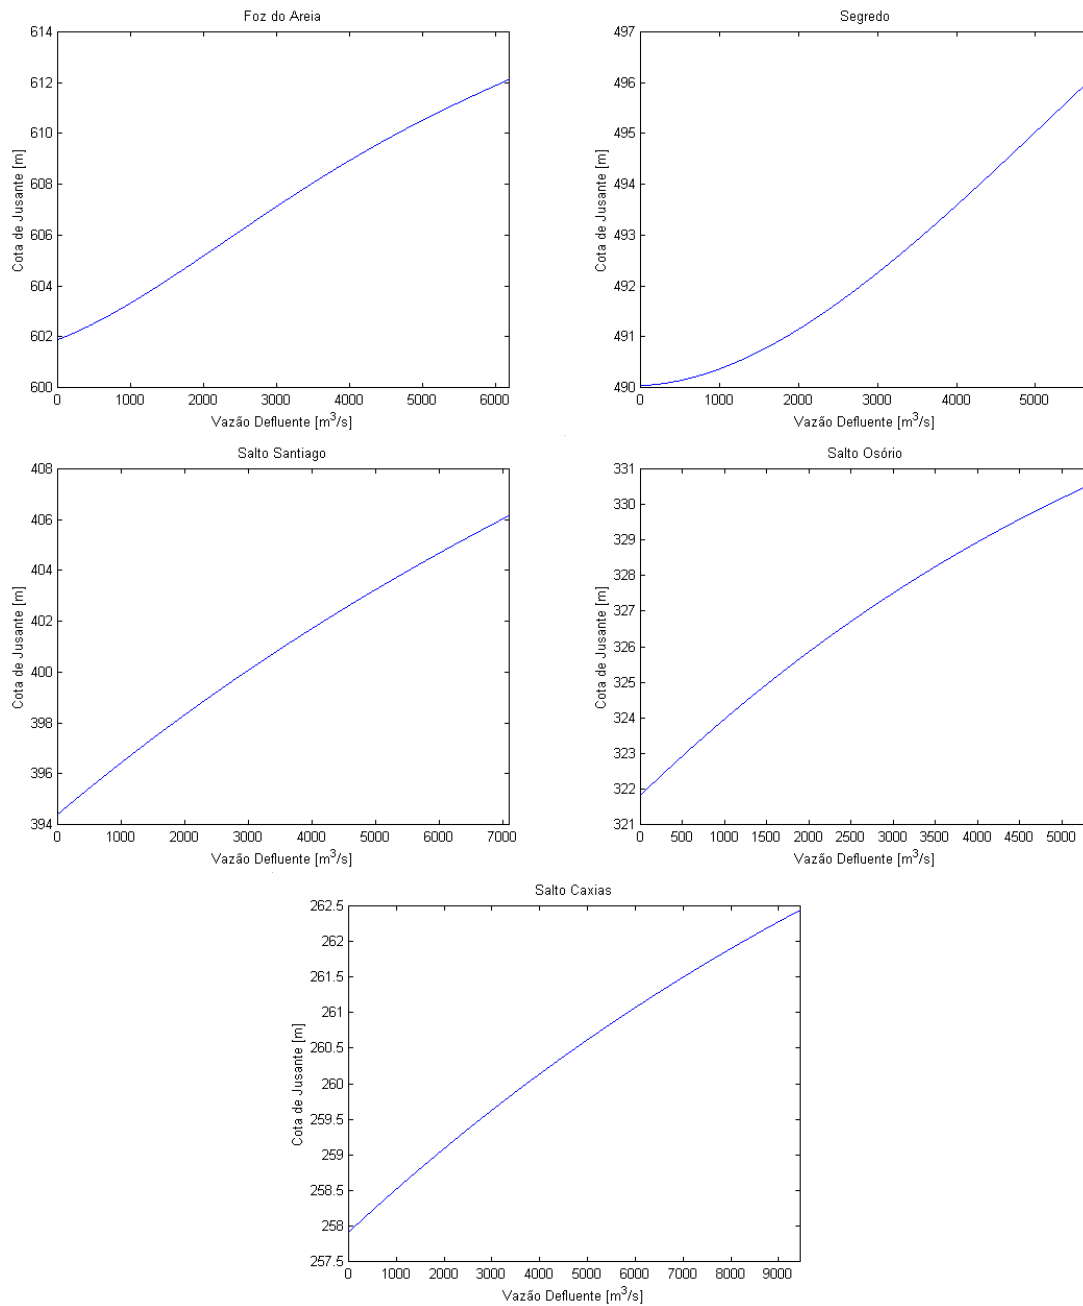 Foz do Areia
614
612
610
608
606
604
602
600
Cota de Jusante [m]
0 1000 2000 3000 4000 5000 6000
Vazão Defluente [m³/s]
Segredo
497
496
495
494
493
492
491
490
Cota de Jusante [m]
0 1000 2000 3000 4000 5000
Vazão Defluente [m³/s]
Salto Santiago
408
406
404
402
400
398
396
394
Cota de Jusante [m]
0 1000 2000 3000 4000 5000 6000 7000
Vazão Defluente [m³/s]
Salto Osório
331
330
329
328
327
326
325
324
323
322
321
Cota de Jusante [m]
0 500 1000 1500 2000 2500 3000 3500 4000 4500 5000
Vazão Defluente [m³/s]
Salto Caxias
262.5
262
261.5
261
260.5
260
259.5
259
258.5
258
257.5
Cota de Jusante [m]
0 1000 2000 3000 4000 5000 6000 7000 8000 9000
Vazão Defluente [m³/s]